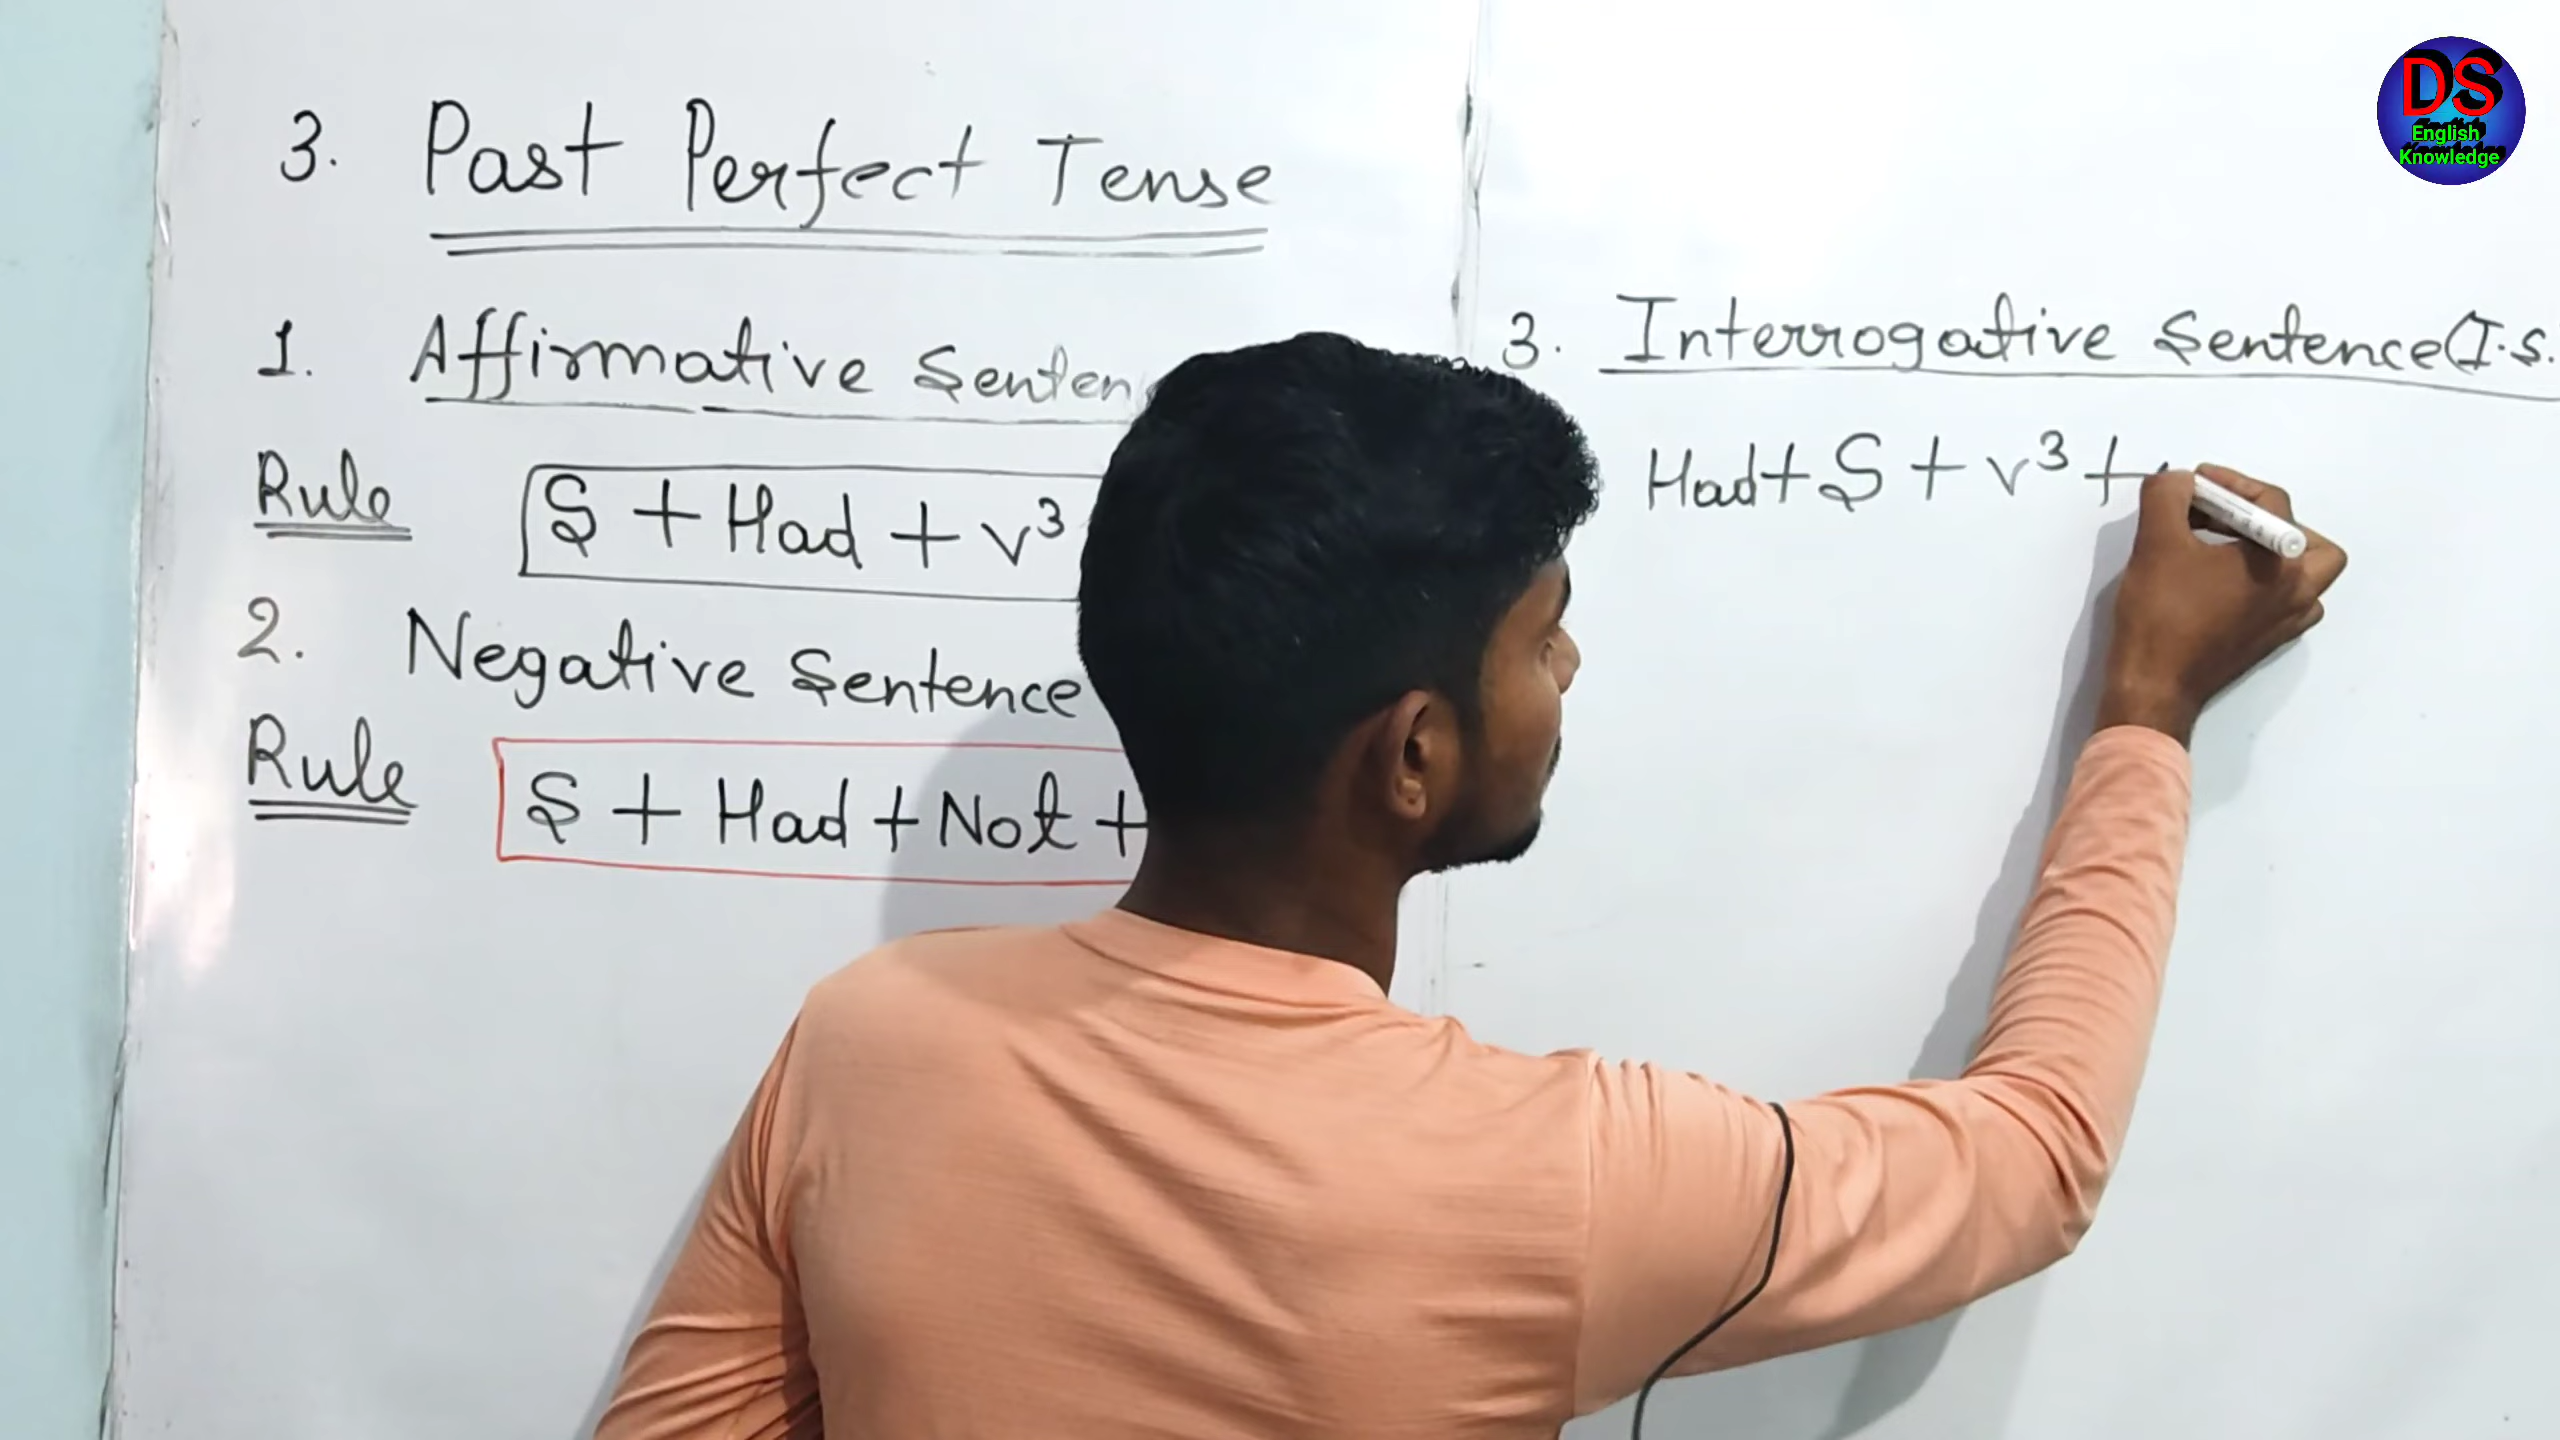 3. Past Perfect Tense
1. Affirmative Senten
Rule S + Had + v³
2. Negative Sentence
Rule S + Had + Not +
3. Interrogative Sentence (I.S.
Had + S + v³ +
DS
English
Knowledge